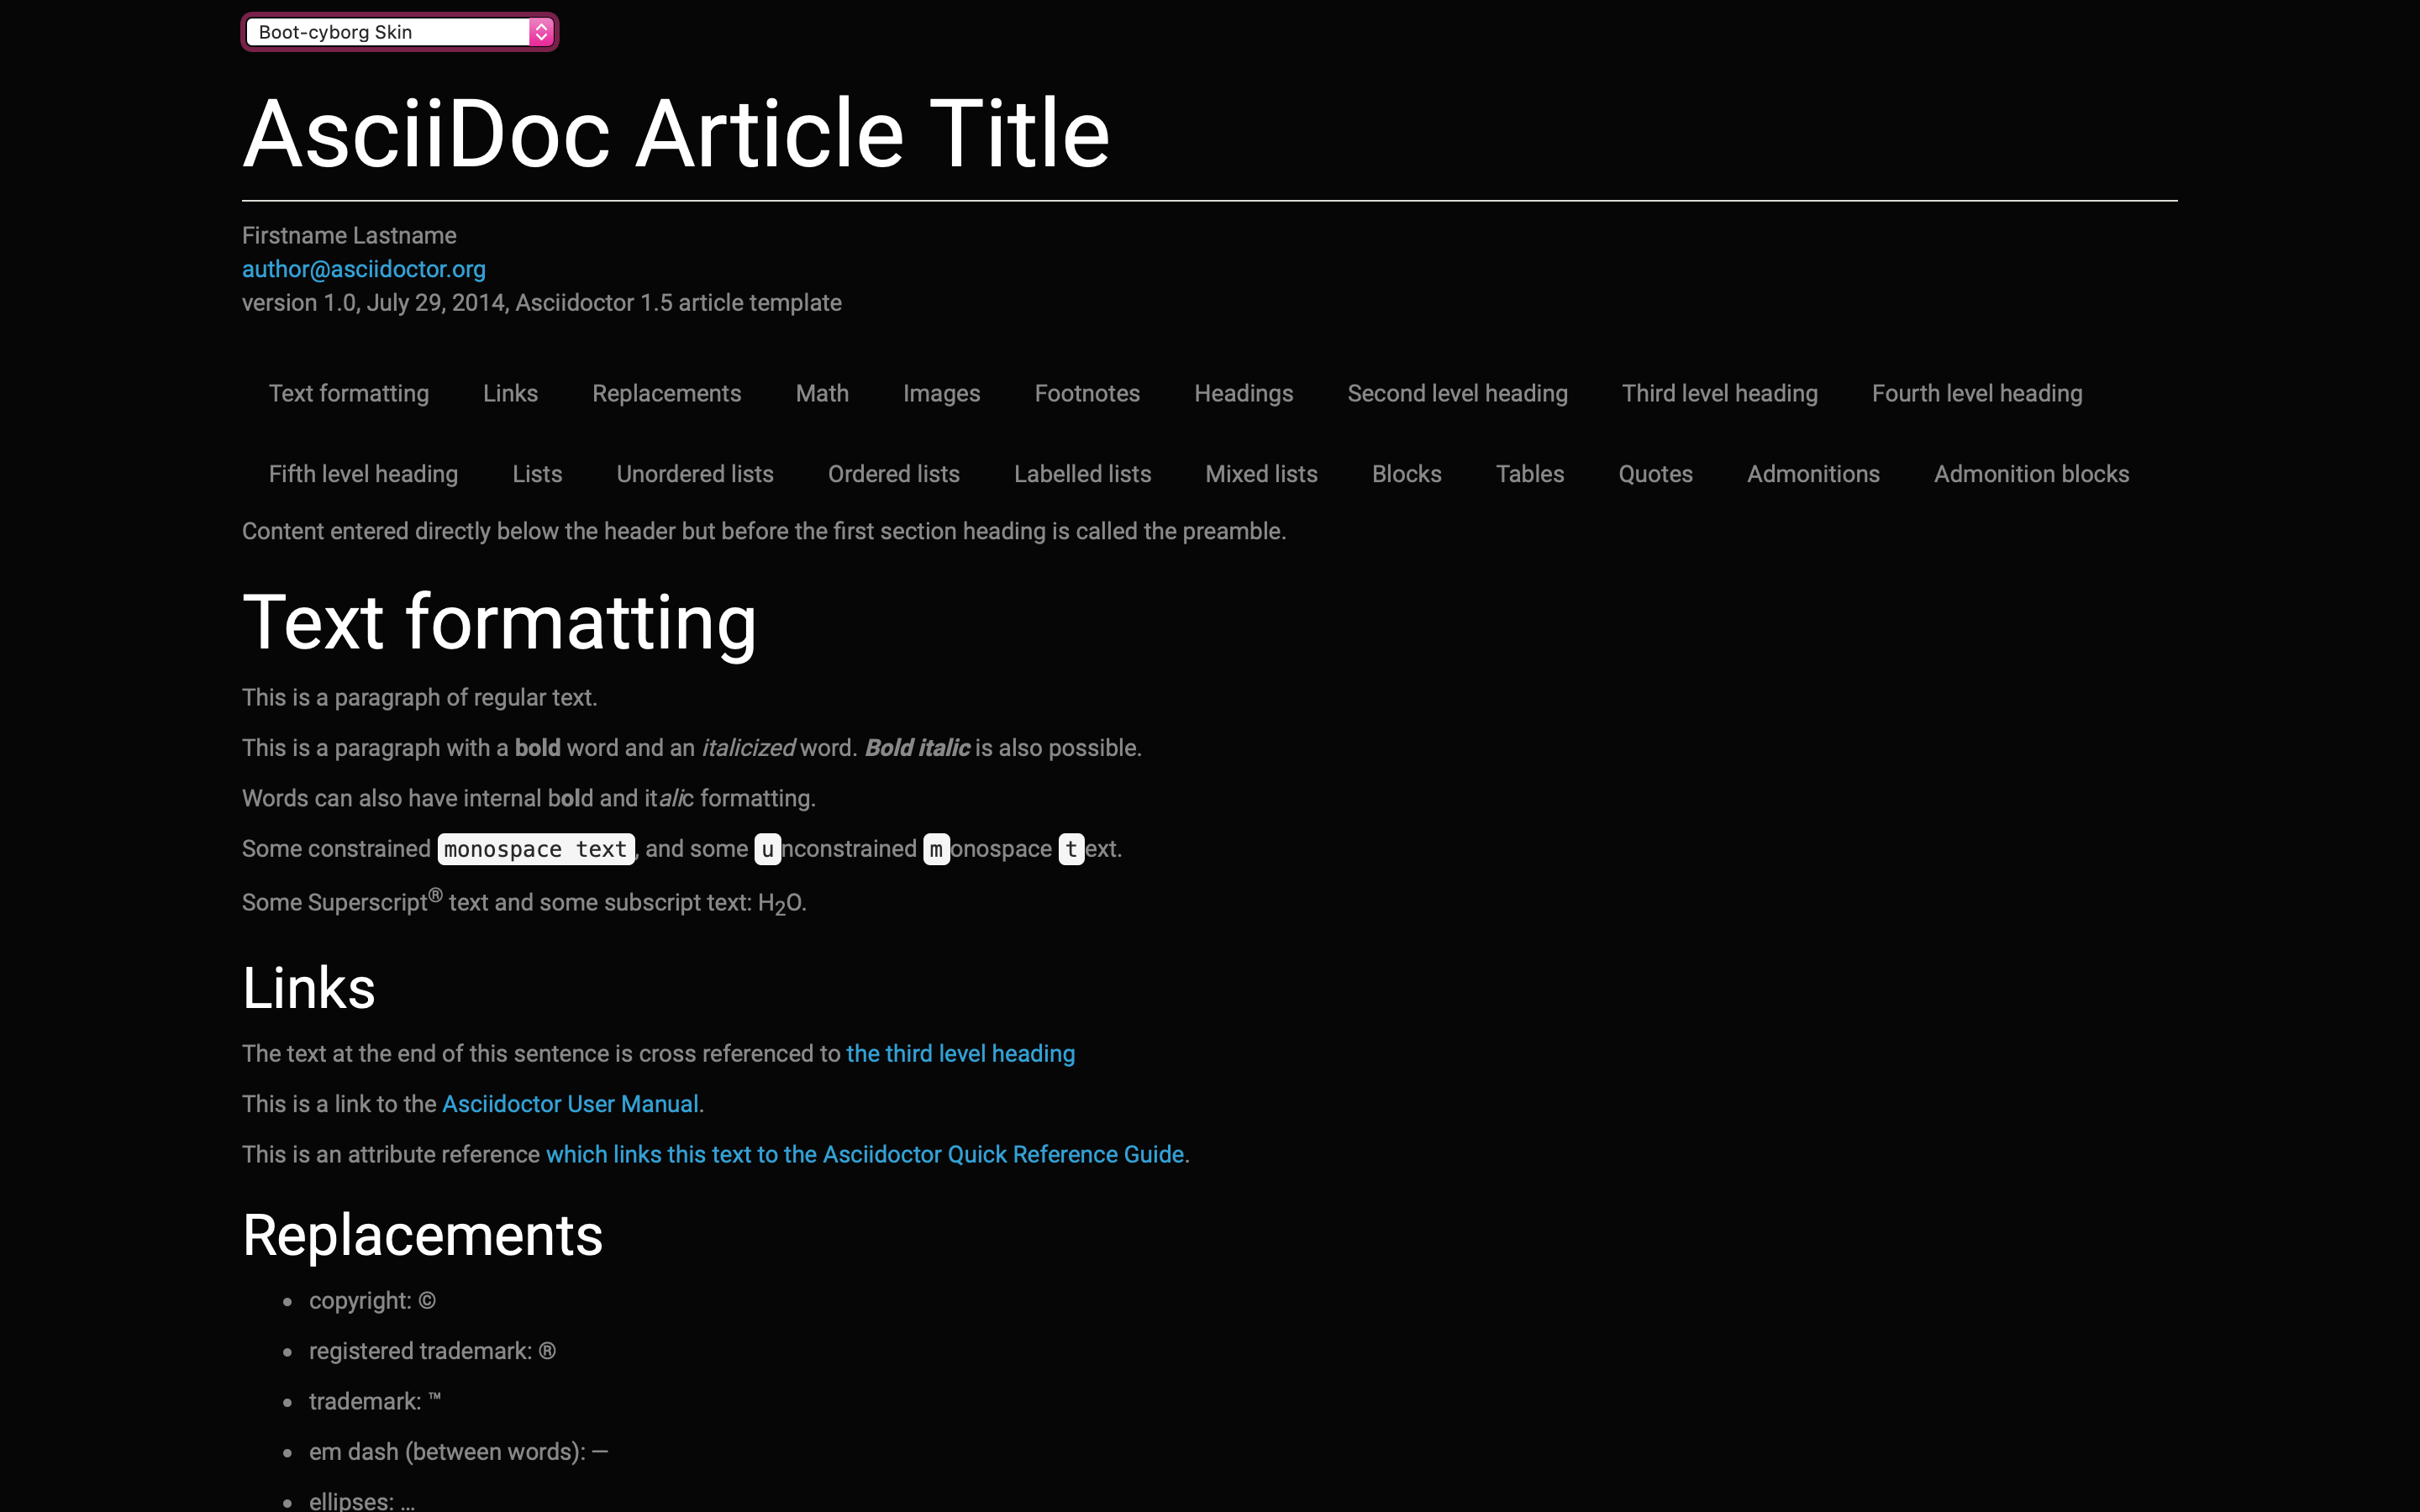 Boot-cyborg Skin
AsciiDoc Article Title
Firstname Lastname
author@asciidoctor.org
version 1.0, July 29, 2014, Asciidoctor 1.5 article template
Text formatting Links Replacements Math Images Footnotes Headings Second level heading Third level heading Fourth level heading
Fifth level heading Lists Unordered lists Ordered lists Labelled lists Mixed lists Blocks Tables Quotes Admonitions Admonition blocks
Content entered directly below the header but before the first section heading is called the preamble.
Text formatting
This is a paragraph of regular text.
This is a paragraph with a bold word and an italicized word. Bold italic is also possible.
Words can also have internal bold and italic formatting.
Some constrained monospace text, and some unconstrained monospace text.
Some Superscript® text and some subscript text: H₂O.
Links
The text at the end of this sentence is cross referenced to the third level heading
This is a link to the Asciidoctor User Manual.
This is an attribute reference which links this text to the Asciidoctor Quick Reference Guide.
Replacements
• copyright: ©
• registered trademark: ®
• trademark: ™
• em dash (between words): —
• ellipses: …